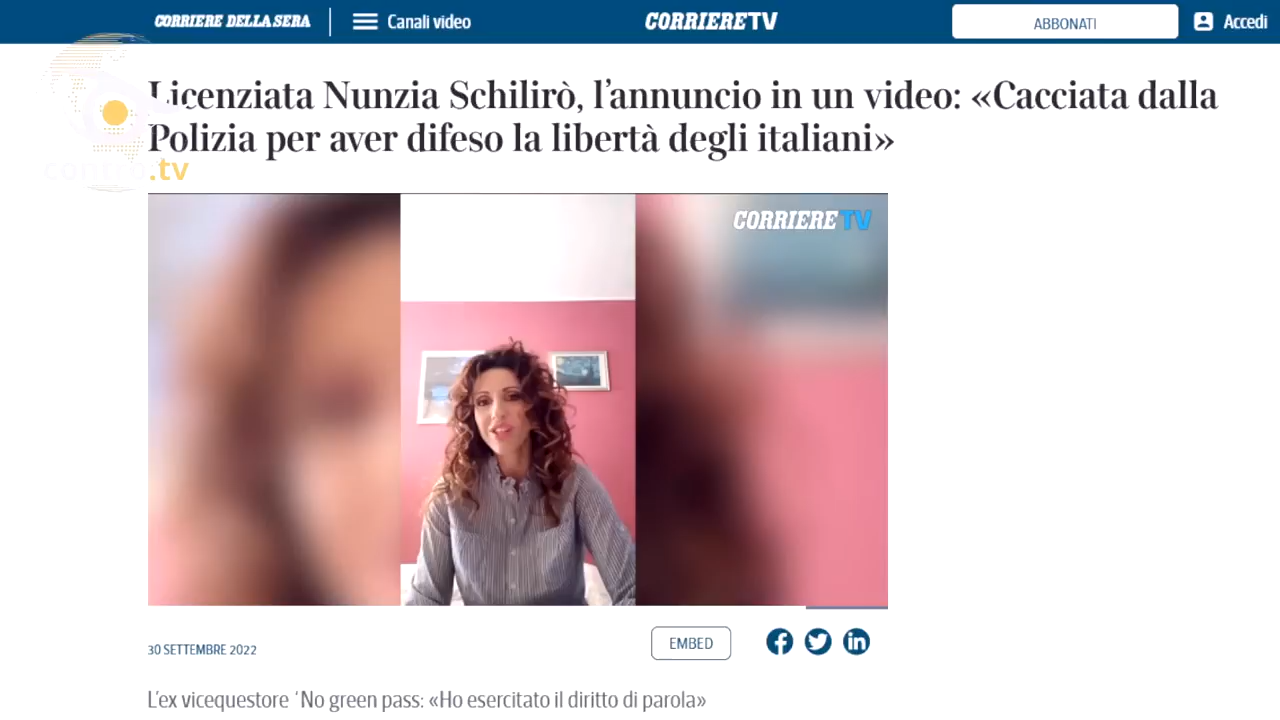 CORRIERE DELLA SERA
Canali video
CORRIERETV
ABBONATI
Accedi
Licenziata Nunzia Schilirò, l'annuncio in un video: «Cacciata dalla
Polizia per aver difeso la libertà degli italiani»
contro.tv
CORRIERETV
30 SETTEMBRE 2022
EMBED
L'ex vicequestore 'No green pass: «Ho esercitato il diritto di parola»